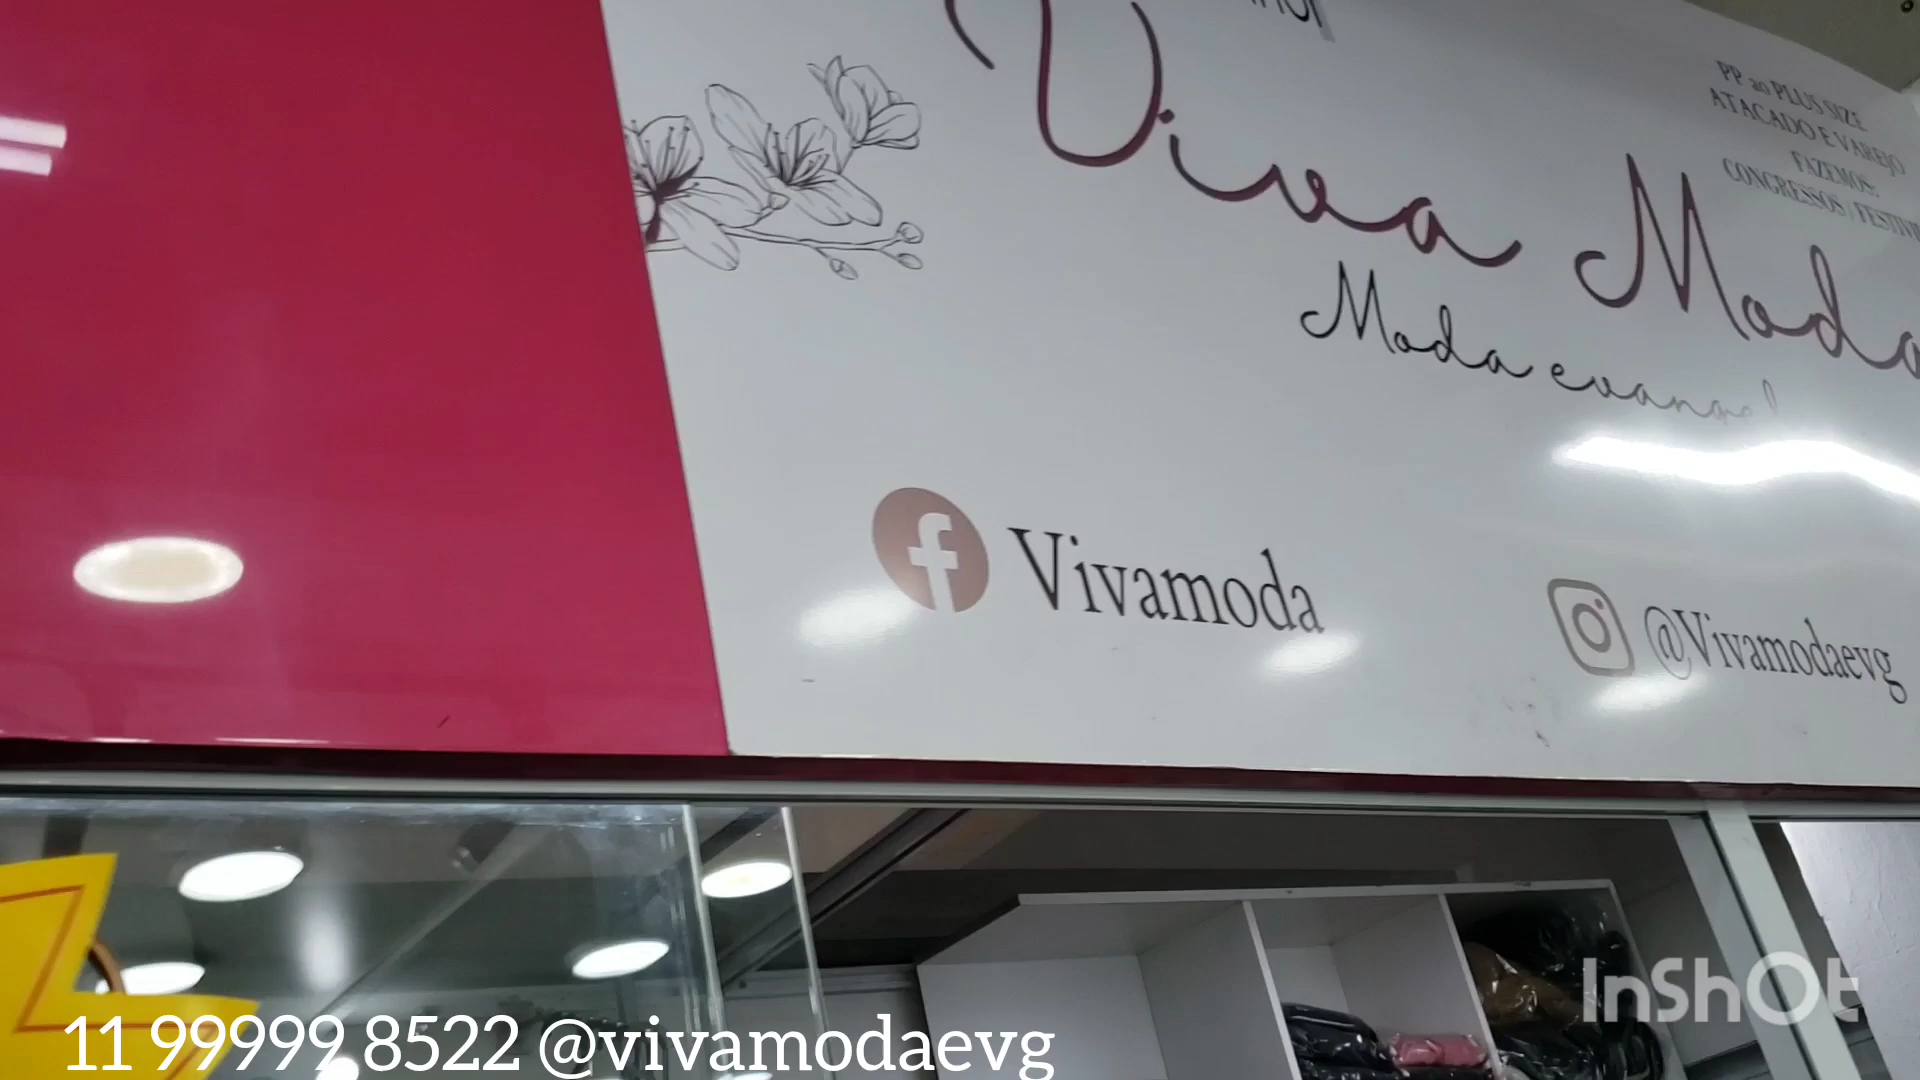 Viva Moda
Moda evangel
PP ao PLUS SIZE
ATACADO E VAREJO
FAZEMOS:
CONGRESSOS / FESTIVI
Vivamoda
@Vivamodaevg
InShOt
11 99999 8522 @vivamodaevg